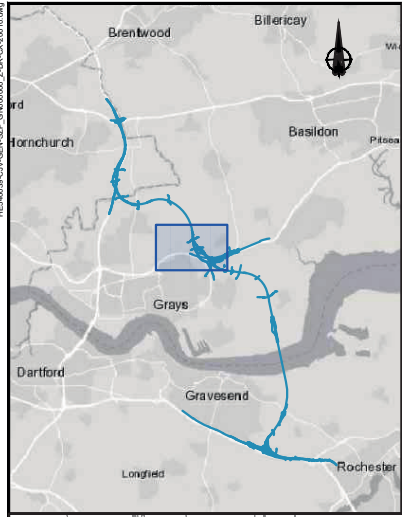 Billericay
Brentwood
Basildon
Hornchurch
Pitsea
Grays
Dartford
Gravesend
Rochester
Longfield